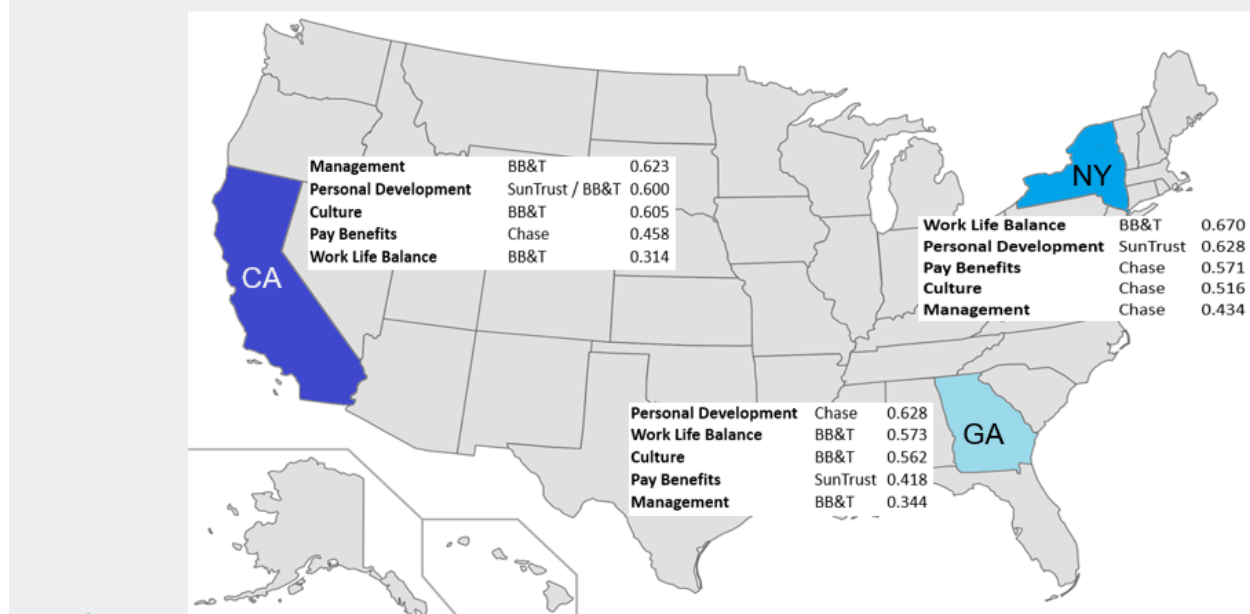 Management BB&T 0.623
Personal Development SunTrust / BB&T 0.600
Culture BB&T 0.605
Pay Benefits Chase 0.458
Work Life Balance BB&T 0.314
CA
NY
Work Life Balance BB&T 0.670
Personal Development SunTrust 0.628
Pay Benefits Chase 0.571
Culture Chase 0.516
Management Chase 0.434
Personal Development Chase 0.628
Work Life Balance BB&T 0.573
Culture BB&T 0.562
Pay Benefits SunTrust 0.418
Management BB&T 0.344
GA